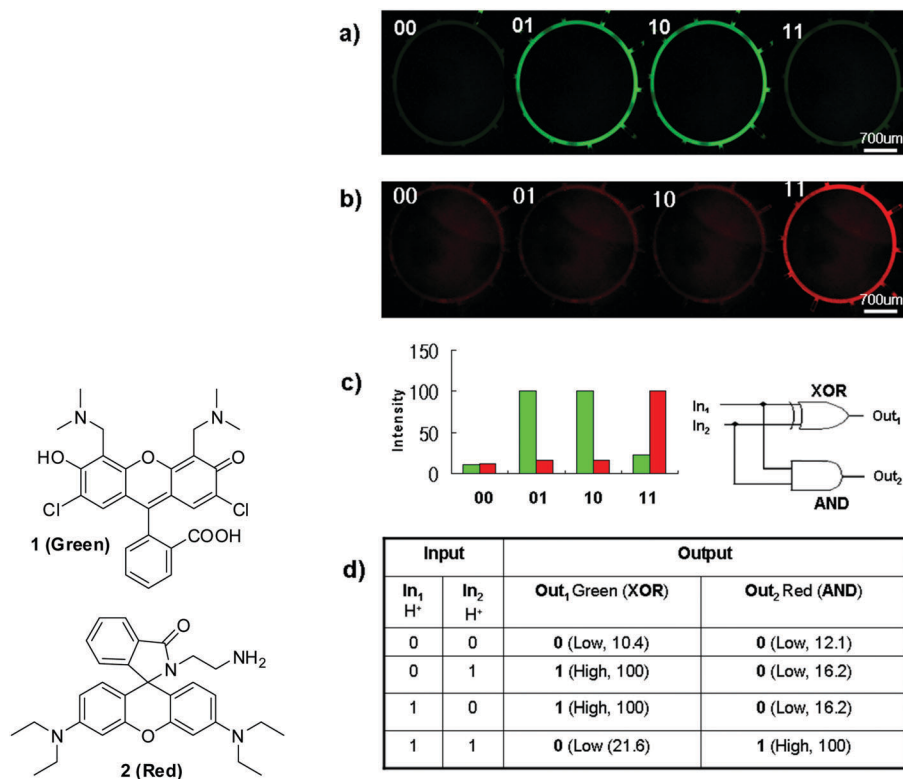 a)
00 01 10 11
700um
b)
00 01 10 11
700um
c)
150
100
50
0
Intensity
00 01 10 11
XOR
In₁
In₂
Out₁
Out₂
AND
N N
HO O O
Cl Cl
COOH
1 (Green)
O
N NH₂
N O N
2 (Red)
d)
Input Output
In₁ In₂ Out₁ Green (XOR) Out₂ Red (AND)
H⁺ H⁺
0 0 0 (Low, 10.4) 0 (Low, 12.1)
0 1 1 (High, 100) 0 (Low, 16.2)
1 0 1 (High, 100) 0 (Low, 16.2)
1 1 0 (Low (21.6) 1 (High, 100)